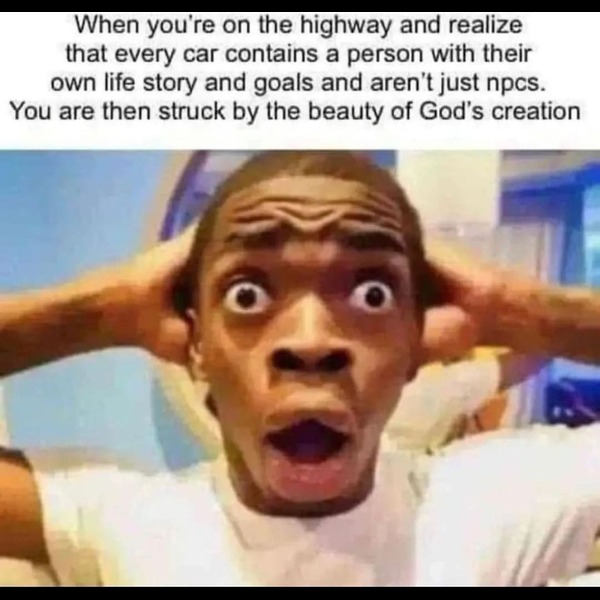 When you're on the highway and realize
that every car contains a person with their
own life story and goals and aren't just npcs.
You are then struck by the beauty of God's creation